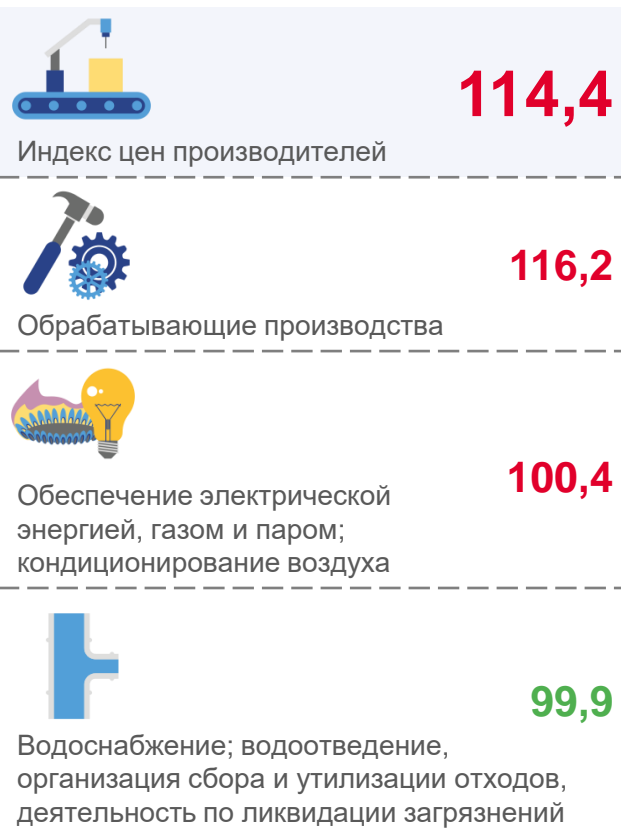 114,4
Индекс цен производителей
116,2
Обрабатывающие производства
100,4
Обеспечение электрической
энергией, газом и паром;
кондиционирование воздуха
99,9
Водоснабжение; водоотведение,
организация сбора и утилизации отходов,
деятельность по ликвидации загрязнений